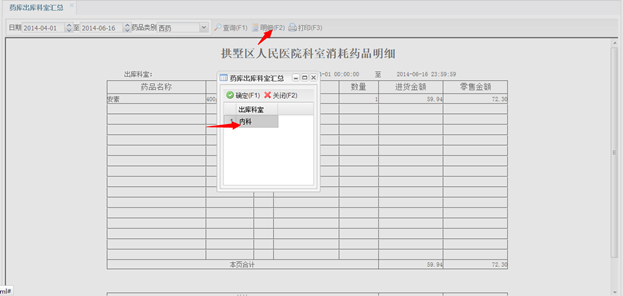 药库出库科室汇总
日期 2014-04-01 至 2014-06-16 药品类别 西药 查询(F1) 明细(F2) 打印(F3)
拱墅区人民医院科室消耗药品明细
出库科室: -01 00:00:00 至 2014-06-16 23:59:59
药品名称 数量 进货金额 零售金额
安素 1 59.94 72.00
药库出库科室汇总
确定(F1) 关闭(F2)
出库科室
1 内科
本页合计 59.94 72.00
ml#